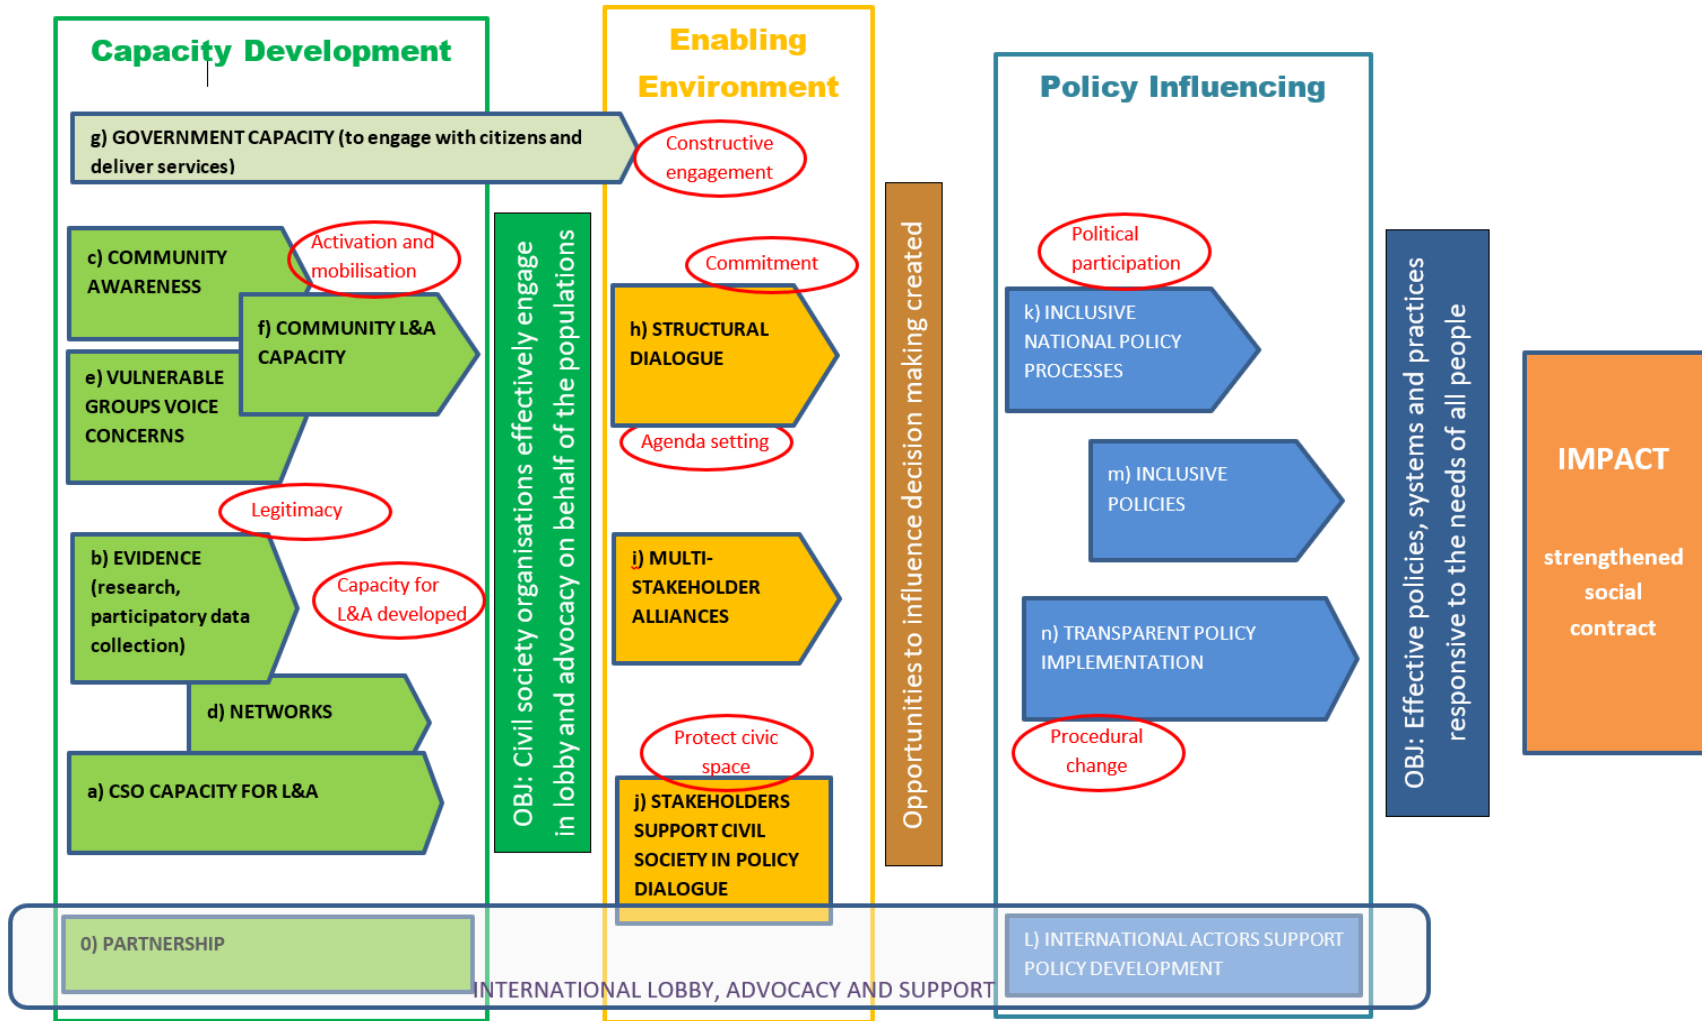 Capacity Development
g) GOVERNMENT CAPACITY (to engage with citizens and
deliver services)
c) COMMUNITY
AWARENESS
Activation and
mobilisation
f) COMMUNITY L&A
CAPACITY
e) VULNERABLE
GROUPS VOICE
CONCERNS
Legitimacy
b) EVIDENCE
(research,
participatory data
collection)
Capacity for
L&A developed
d) NETWORKS
a) CSO CAPACITY FOR L&A
0) PARTNERSHIP
OBJ: Civil society organisations effectively engage
in lobby and advocacy on behalf of the populations
Enabling
Environment
Constructive
engagement
Commitment
h) STRUCTURAL
DIALOGUE
Agenda setting
i) MULTI-
STAKEHOLDER
ALLIANCES
Protect civic
space
j) STAKEHOLDERS
SUPPORT CIVIL
SOCIETY IN POLICY
DIALOGUE
Opportunities to influence decision making created
Policy Influencing
Political
participation
k) INCLUSIVE
NATIONAL POLICY
PROCESSES
m) INCLUSIVE
POLICIES
n) TRANSPARENT POLICY
IMPLEMENTATION
Procedural
change
L) INTERNATIONAL ACTORS SUPPORT
POLICY DEVELOPMENT
INTERNATIONAL LOBBY, ADVOCACY AND SUPPORT
OBJ: Effective policies, systems and practices
responsive to the needs of all people
IMPACT
strengthened
social
contract